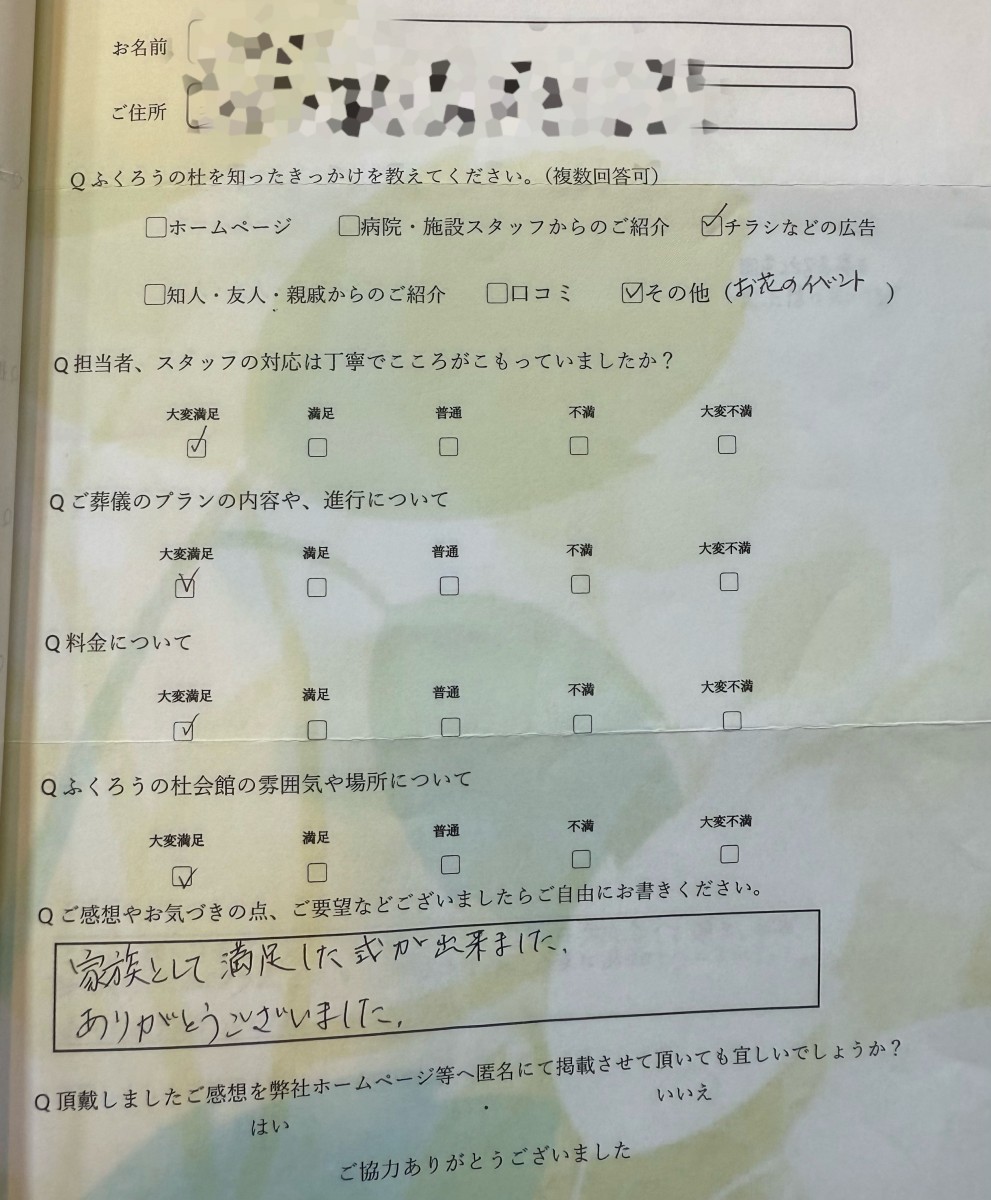 お名前
ご住所
Q ふくろうの杜を知ったきっかけを教えてください。(複数回答可)
□ホームページ □病院・施設スタッフからのご紹介 ☑チラシなどの広告
□知人・友人・親戚からのご紹介 □口コミ ☑その他 (お花のイベント )
Q 担当者、スタッフの対応は丁寧でこころがこもっていましたか?
大変満足 満足 普通 不満 大変不満
☑ □ □ □ □
Q ご葬儀のプランの内容や、進行について
大変満足 満足 普通 不満 大変不満
☑ □ □ □ □
Q 料金について
大変満足 満足 普通 不満 大変不満
☑ □ □ □ □
Q ふくろうの杜会館の雰囲気や場所について
大変満足 満足 普通 不満 大変不満
☑ □ □ □ □
Q ご感想やお気づきの点、ご要望などございましたらご自由にお書きください。
家族として満足した式が出来ました。
ありがとうございました。
Q 頂戴しましたご感想を弊社ホームページ等へ匿名にて掲載させて頂いても宜しいでしょうか?
はい いいえ
ご協力ありがとうございました